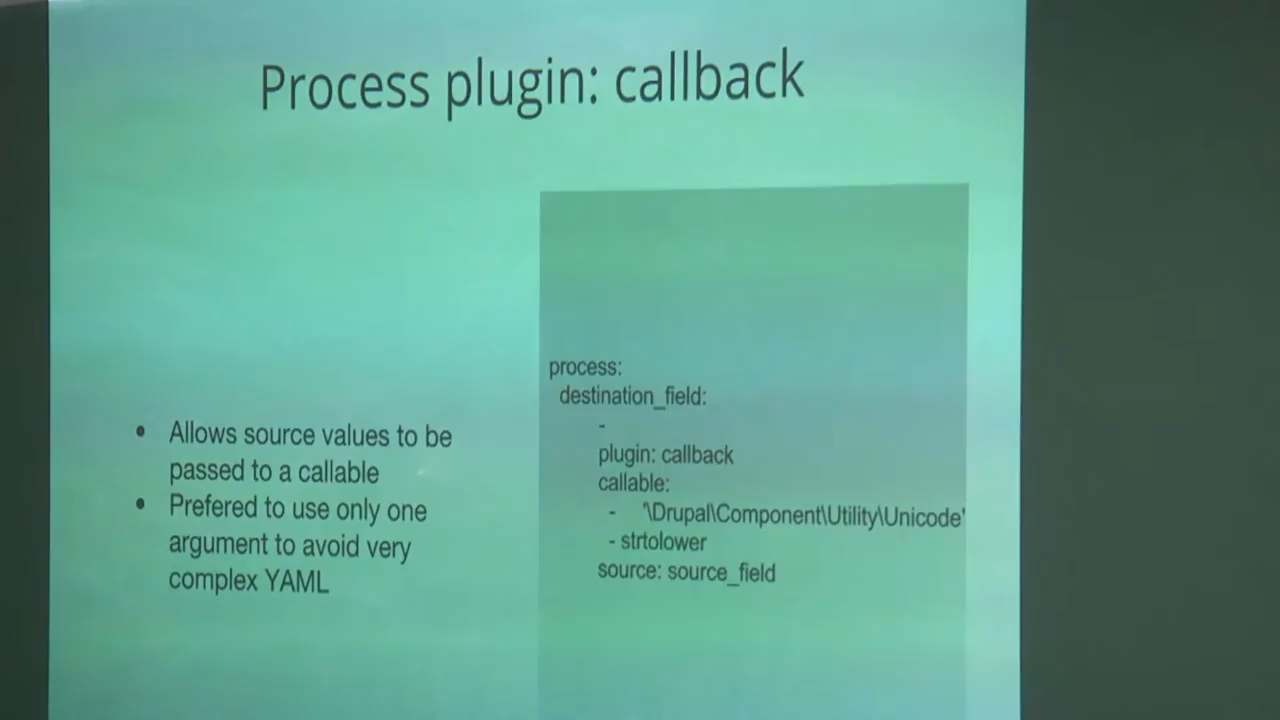 Process plugin: callback
• Allows source values to be
passed to a callable
• Prefered to use only one
argument to avoid very
complex YAML
process:
destination_field:
-
plugin: callback
callable:
- '\Drupal\Component\Utility\Unicode'
- strtolower
source: source_field